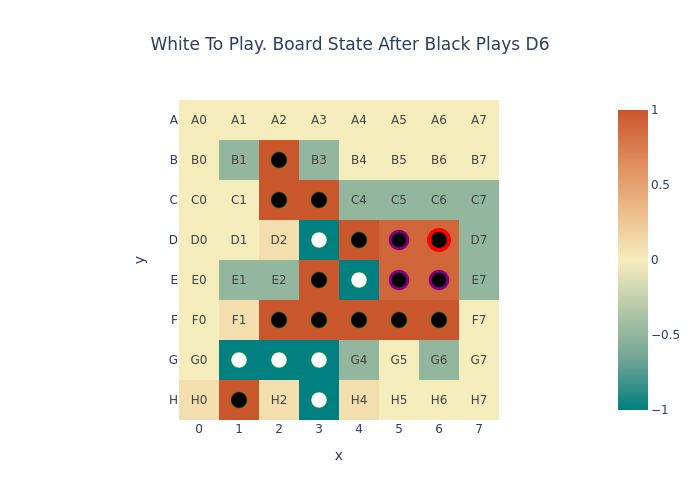 White To Play. Board State After Black Plays D6
A A0 A1 A2 A3 A4 A5 A6 A7
B B0 B1 B3 B4 B5 B6 B7
C C0 C1 C4 C5 C6 C7
D D0 D1 D2 D7
E E0 E1 E2 E7
F F0 F1 F7
G G0 G4 G5 G6 G7
H H0 H2 H4 H5 H6 H7
0 1 2 3 4 5 6 7
x
y
1
0.5
0
−0.5
−1